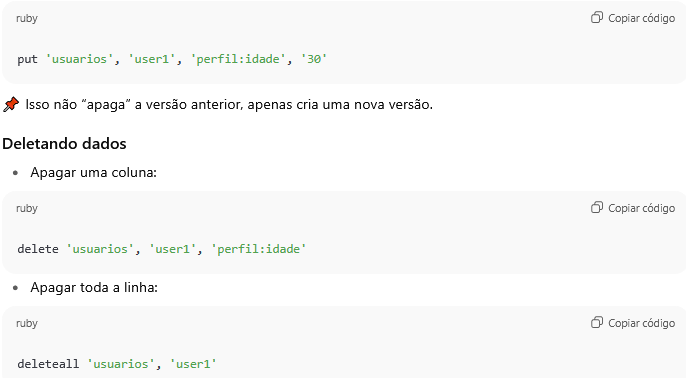 ruby
Copiar código
put 'usuarios', 'user1', 'perfil:idade', '30'
📌 Isso não “apaga” a versão anterior, apenas cria uma nova versão.
Deletando dados
• Apagar uma coluna:
ruby
Copiar código
delete 'usuarios', 'user1', 'perfil:idade'
• Apagar toda a linha:
ruby
Copiar código
deleteall 'usuarios', 'user1'